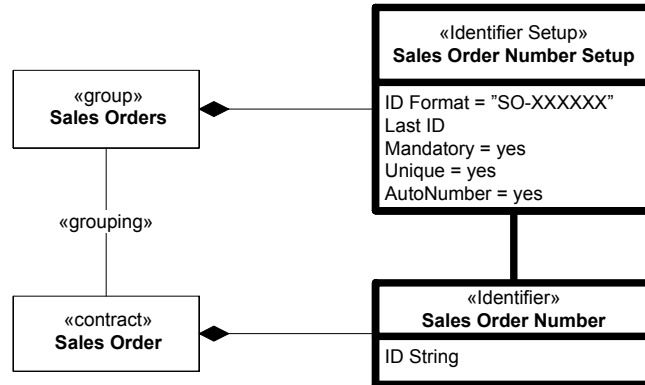 «Identifier Setup»
Sales Order Number Setup
«group»
Sales Orders
ID Format = ”SO-XXXXXX”
Last ID
Mandatory = yes
Unique = yes
AutoNumber = yes
«grouping»
«Identifier»
Sales Order Number
«contract»
Sales Order
ID String